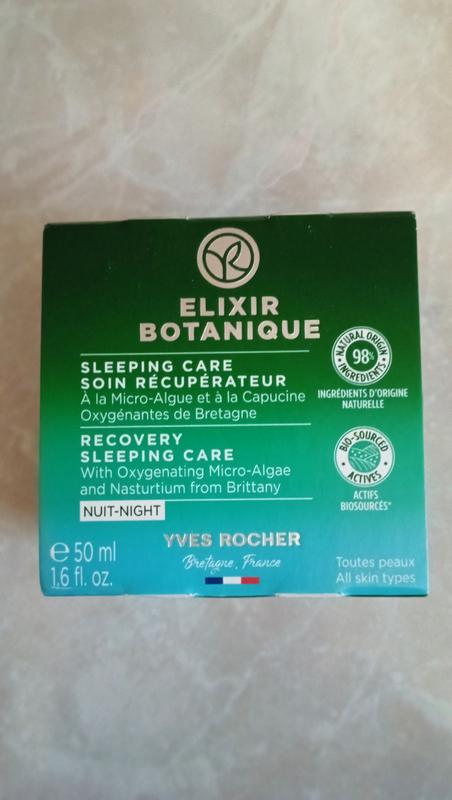 ELIXIR
BOTANIQUE
SLEEPING CARE
SOIN RÉCUPÉRATEUR
À la Micro-Algue et à la Capucine
Oxygénantes de Bretagne
RECOVERY
SLEEPING CARE
With Oxygenating Micro-Algae
and Nasturtium from Brittany
NUIT-NIGHT
NATURAL ORIGIN
98%
INGREDIENTS
INGRÉDIENTS D'ORIGINE
NATURELLE
BIO-SOURCED
ACTIVES
ACTIFS
BIOSOURCÉS*
YVES ROCHER
Bretagne, France
e 50 ml
1.6 fl. oz.
Toutes peaux
All skin types